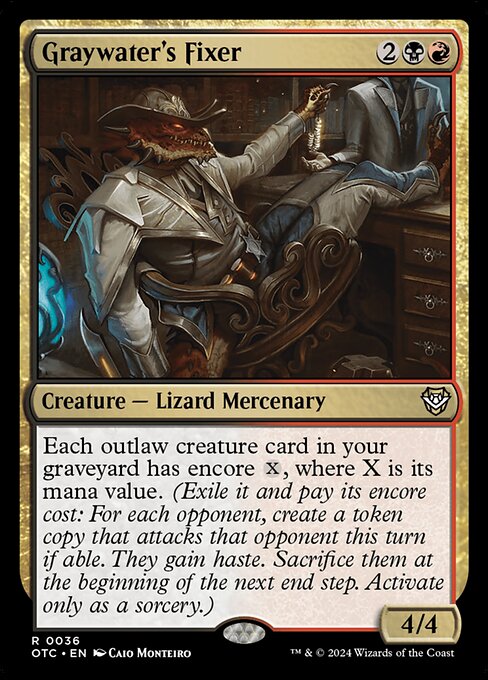 Graywater's Fixer 2
Creature — Lizard Mercenary
Each outlaw creature card in your
graveyard has encore X, where X is its
mana value. (Exile it and pay its encore
cost: For each opponent, create a token
copy that attacks that opponent this turn
if able. They gain haste. Sacrifice them at
the beginning of the next end step. Activate
only as a sorcery.)
4/4
R 0036
OTC • EN Caio Monteiro
™ & © 2024 Wizards of the Coast